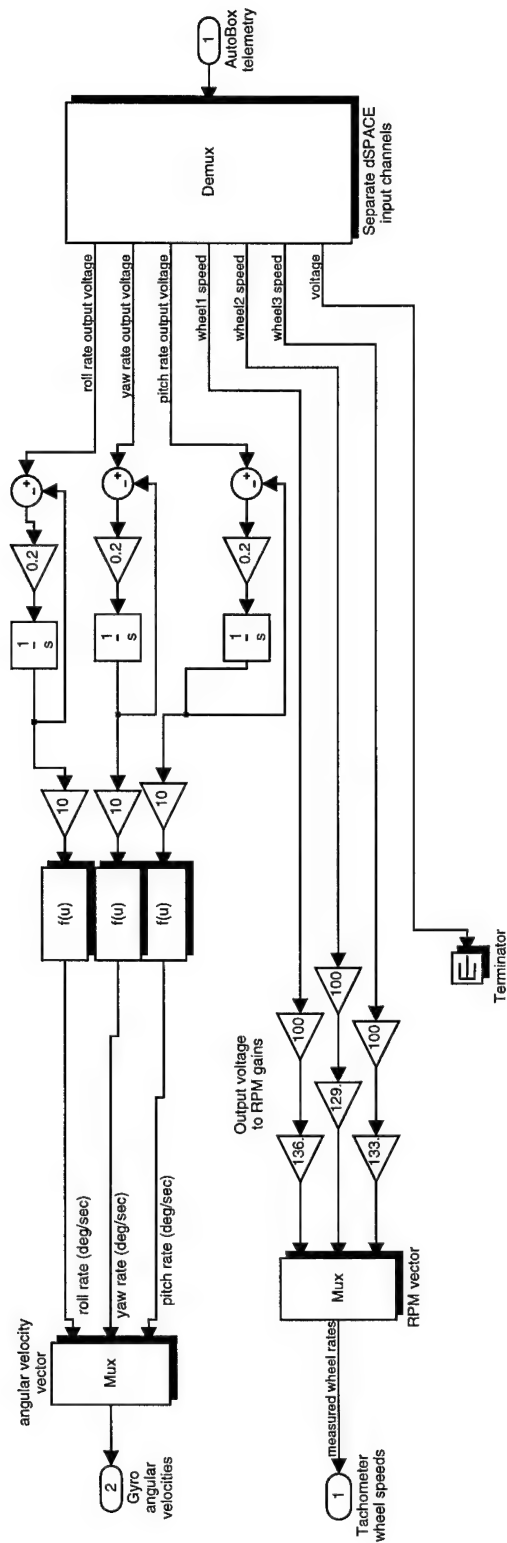 1
AutoBox
telemetry
Demux
Separate dSPACE
input channels
roll rate output voltage
yaw rate output voltage
pitch rate output voltage
wheel1 speed
wheel2 speed
wheel3 speed
voltage
- +
- +
- +
0.2
0.2
0.2
1
-
s
1
-
s
1
-
s
10
10
10
f(u)
f(u)
f(u)
roll rate (deg/sec)
yaw rate (deg/sec)
pitch rate (deg/sec)
angular velocity
vector
Mux
2
Gyro
angular
velocities
Terminator
Output voltage
to RPM gains
100
100
100
136.
129.
133.
Mux
RPM vector
measured wheel rates
1
Tachometer
wheel speeds